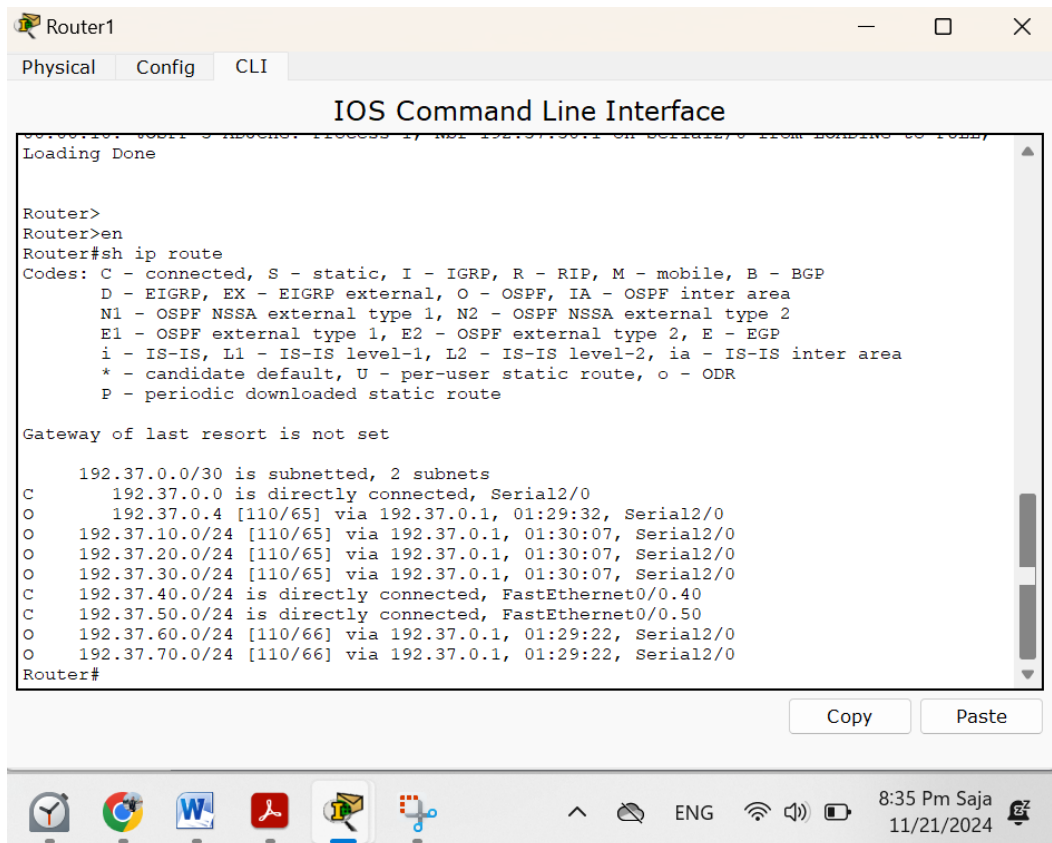 Router1
Physical Config CLI
IOS Command Line Interface
Loading Done
Router>
Router>en
Router#sh ip route
Codes: C - connected, S - static, I - IGRP, R - RIP, M - mobile, B - BGP
       D - EIGRP, EX - EIGRP external, O - OSPF, IA - OSPF inter area
       N1 - OSPF NSSA external type 1, N2 - OSPF NSSA external type 2
       E1 - OSPF external type 1, E2 - OSPF external type 2, E - EGP
       i - IS-IS, L1 - IS-IS level-1, L2 - IS-IS level-2, ia - IS-IS inter area
       * - candidate default, U - per-user static route, o - ODR
       P - periodic downloaded static route
Gateway of last resort is not set
     192.37.0.0/30 is subnetted, 2 subnets
C       192.37.0.0 is directly connected, Serial2/0
O       192.37.0.4 [110/65] via 192.37.0.1, 01:29:32, Serial2/0
O    192.37.10.0/24 [110/65] via 192.37.0.1, 01:30:07, Serial2/0
O    192.37.20.0/24 [110/65] via 192.37.0.1, 01:30:07, Serial2/0
O    192.37.30.0/24 [110/65] via 192.37.0.1, 01:30:07, Serial2/0
C    192.37.40.0/24 is directly connected, FastEthernet0/0.40
C    192.37.50.0/24 is directly connected, FastEthernet0/0.50
O    192.37.60.0/24 [110/66] via 192.37.0.1, 01:29:22, Serial2/0
O    192.37.70.0/24 [110/66] via 192.37.0.1, 01:29:22, Serial2/0
Router#
Copy Paste
ENG
8:35 Pm Saja
11/21/2024